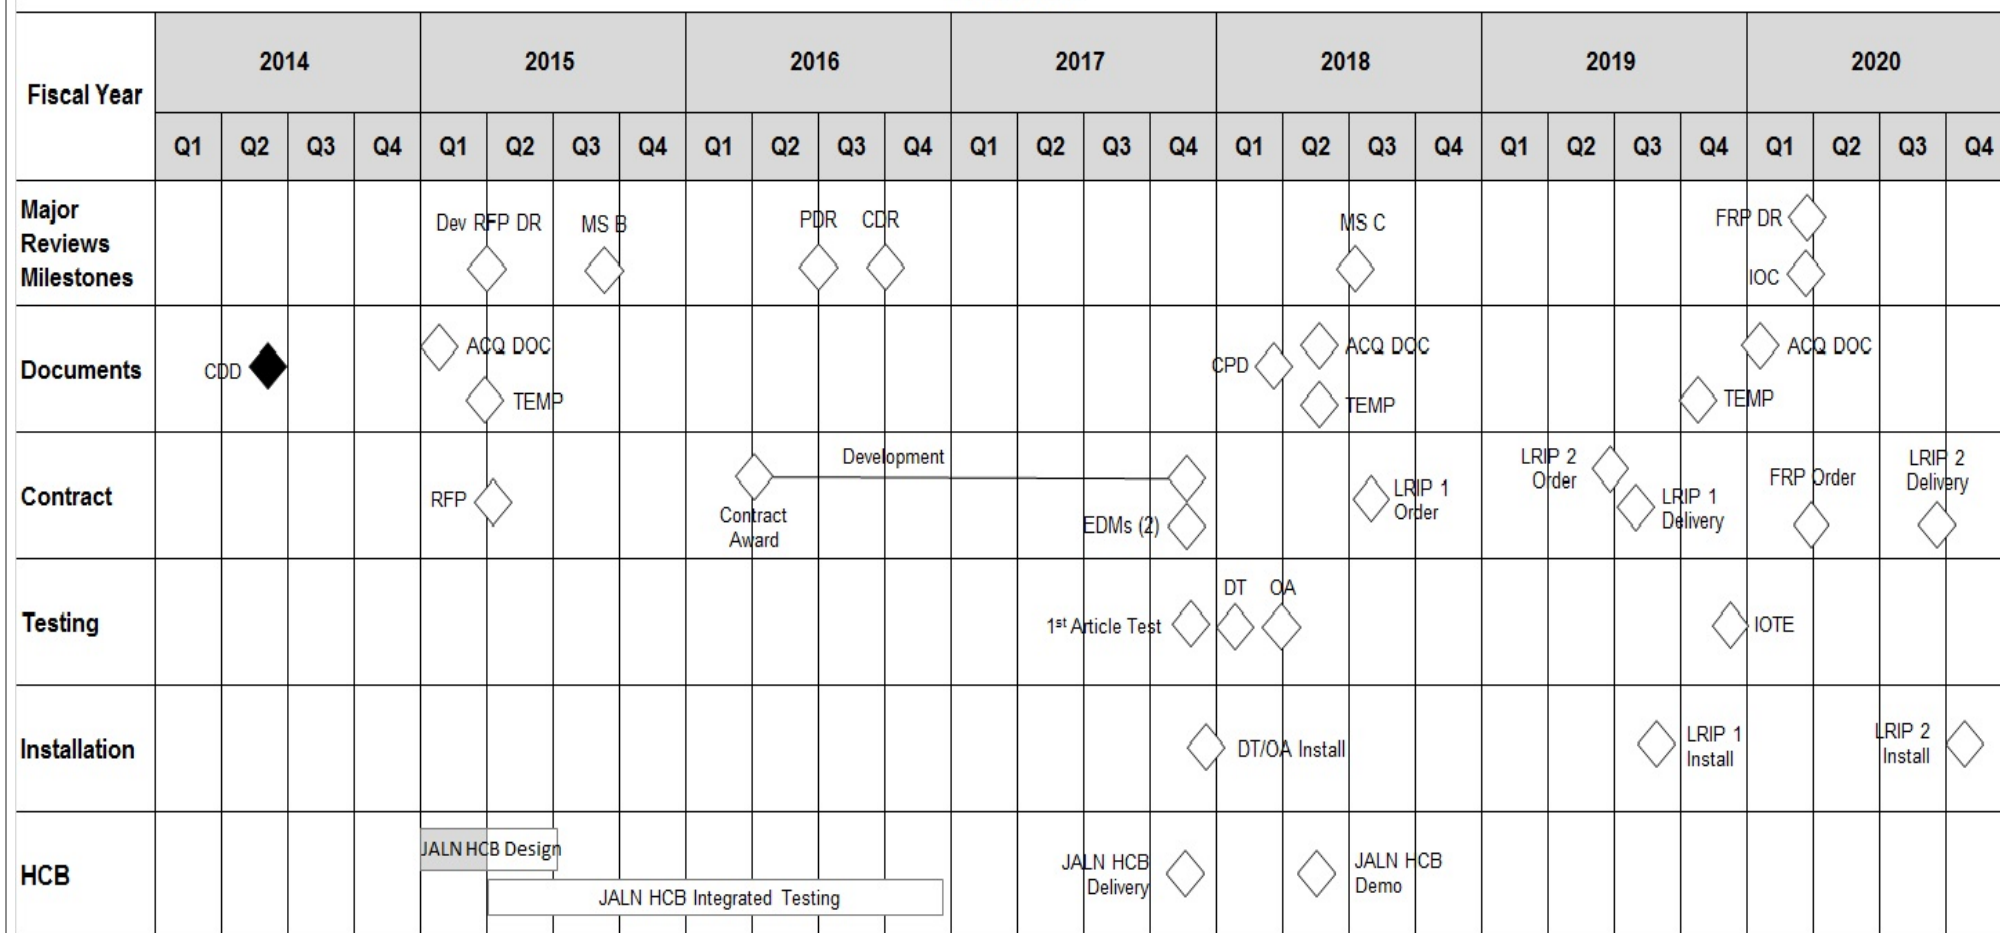 Fiscal Year
2014 2015 2016 2017 2018 2019 2020
Q1 Q2 Q3 Q4 Q1 Q2 Q3 Q4 Q1 Q2 Q3 Q4 Q1 Q2 Q3 Q4 Q1 Q2 Q3 Q4 Q1 Q2 Q3 Q4 Q1 Q2 Q3 Q4
Major
Reviews
Milestones
Dev RFP DR
MS B
PDR
CDR
MS C
FRP DR
IOC
Documents
CDD
ACQ DOC
TEMP
CPD
ACQ DOC
TEMP
ACQ DOC
TEMP
Contract
RFP
Development
Contract
Award
EDMs (2)
LRIP 1
Order
LRIP 2
Order
LRIP 1
Delivery
FRP Order
LRIP 2
Delivery
Testing
1st Article Test
DT
OA
IOTE
Installation
DT/OA Install
LRIP 1
Install
LRIP 2
Install
HCB
JALN HCB Design
JALN HCB Integrated Testing
JALN HCB
Delivery
JALN HCB
Demo